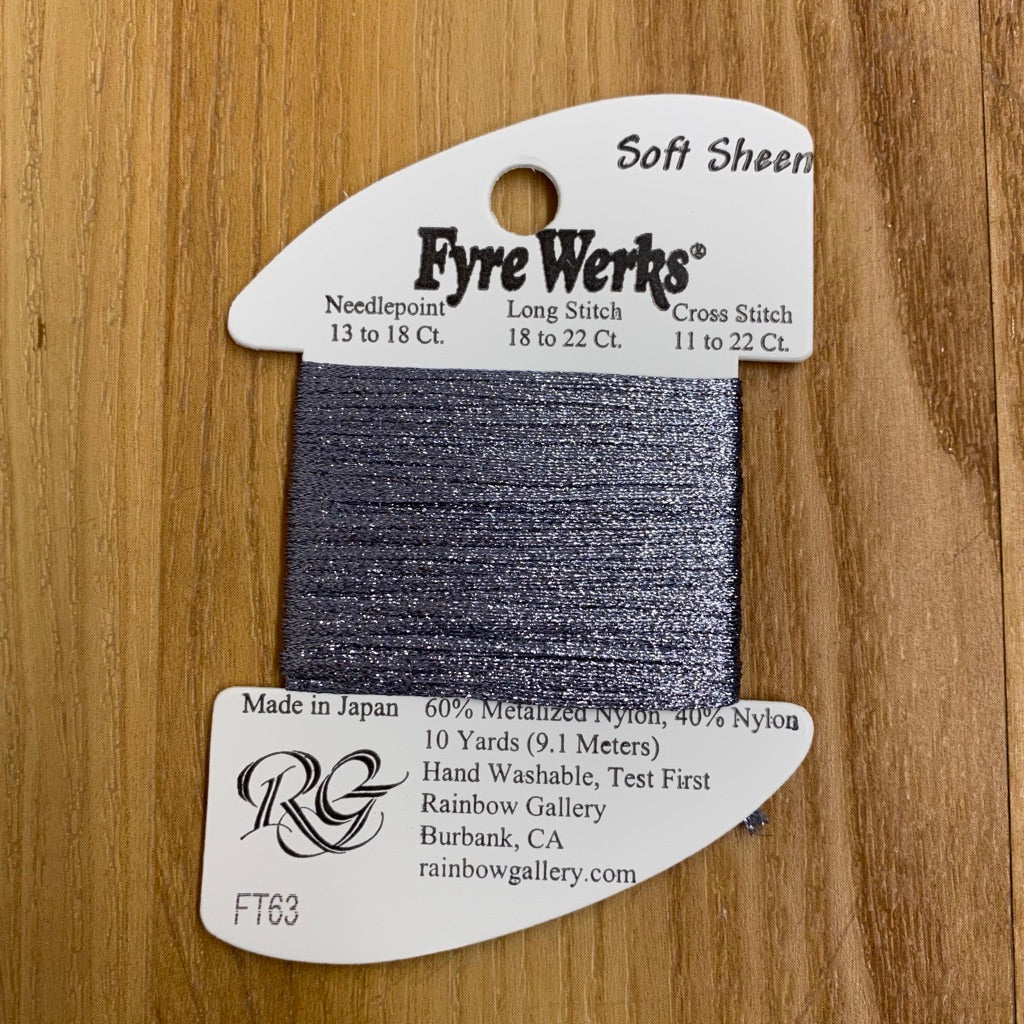 Soft Sheen
Fyre Werks®
Needlepoint Long Stitch Cross Stitch
13 to 18 Ct. 18 to 22 Ct. 11 to 22 Ct.
Made in Japan 60% Metalized Nylon, 40% Nylon
10 Yards (9.1 Meters)
RG
Hand Washable, Test First
Rainbow Gallery
Burbank, CA
rainbowgallery.com
FT63